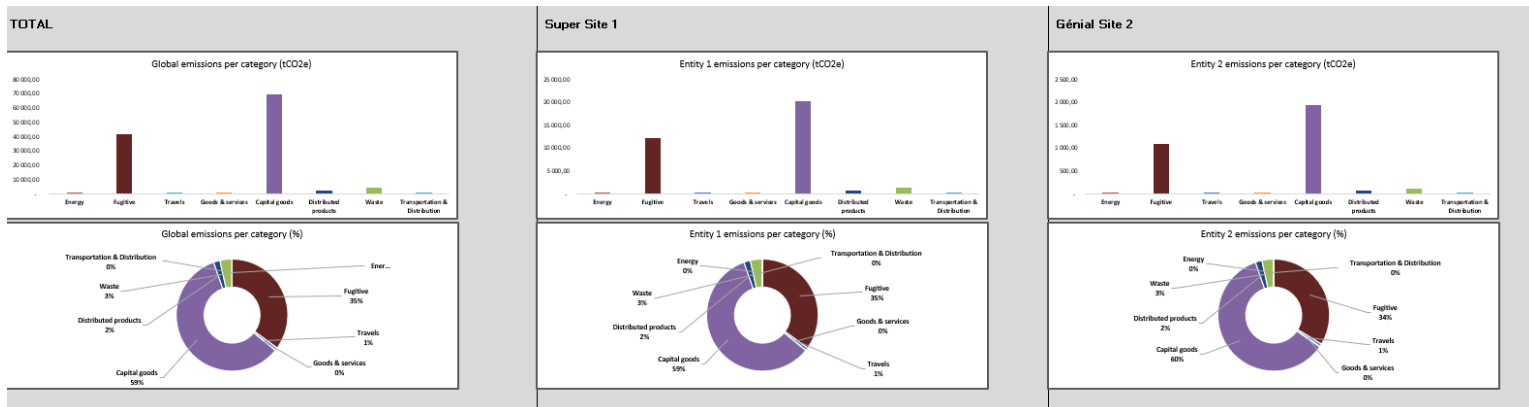 TOTAL
Global emissions per category (tCO2e)
80 000,00
70 000,00
60 000,00
50 000,00
40 000,00
30 000,00
20 000,00
10 000,00
-
Energy Fugitive Travels Goods & services Capital goods Distributed products Waste Transportation & Distribution
Global emissions per category (%)
Transportation & Distribution
0%
Ener...
Waste
3%
Fugitive
35%
Distributed products
2%
Travels
1%
Capital goods
59%
Goods & services
0%
Super Site 1
Entity 1 emissions per category (tCO2e)
25 000,00
20 000,00
15 000,00
10 000,00
5 000,00
-
Energy Fugitive Travels Goods & services Capital goods Distributed products Waste Transportation & Distribution
Entity 1 emissions per category (%)
Energy
0%
Transportation & Distribution
0%
Waste
3%
Fugitive
35%
Distributed products
2%
Goods & services
0%
Capital goods
59%
Travels
1%
Génial Site 2
Entity 2 emissions per category (tCO2e)
2 500,00
2 000,00
1 500,00
1 000,00
500,00
-
Energy Fugitive Travels Goods & services Capital goods Distributed products Waste Transportation & Distribution
Entity 2 emissions per category (%)
Energy
0%
Transportation & Distribution
0%
Waste
3%
Fugitive
34%
Distributed products
2%
Travels
1%
Capital goods
60%
Goods & services
0%